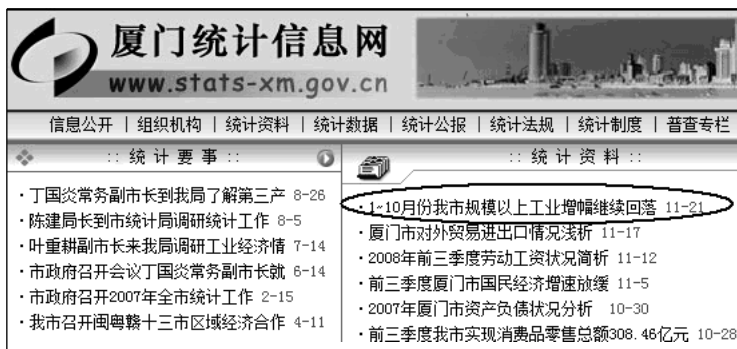 厦门统计信息网
www.stats-xm.gov.cn
信息公开 | 组织机构 | 统计资料 | 统计数据 | 统计公报 | 统计法规 | 统计制度 | 普查专栏
:: 统 计 要 事 ::
· 丁国炎常务副市长到我局了解第三产 8-26
· 陈建局长到市统计局调研统计工作 8-5
· 叶重耕副市长来我局调研工业经济情 7-14
· 市政府召开会议丁国炎常务副市长就 6-14
· 市政府召开2007年全市统计工作 2-15
· 我市召开闽粤赣十三市区域经济合作 4-11
:: 统 计 资 料 ::
· 1~10月份我市规模以上工业增幅继续回落 11-21
· 厦门市对外贸易进出口情况浅析 11-17
· 2008年前三季度劳动工资状况简析 11-12
· 前三季度厦门市国民经济增速放缓 11-5
· 2007年厦门市资产负债状况分析 10-30
· 前三季度我市实现消费品零售总额308.46亿元 10-28